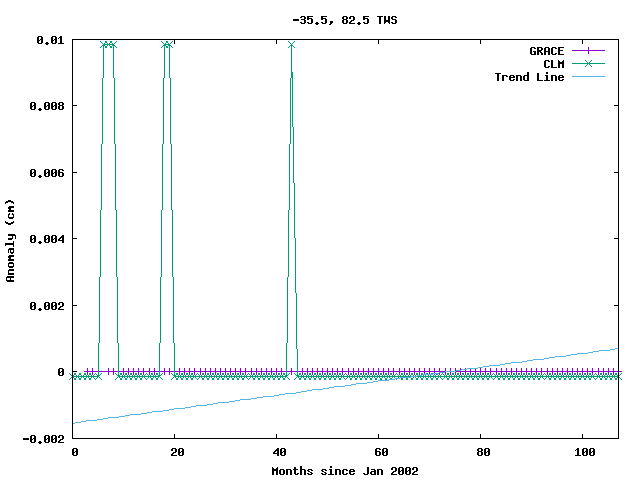 -35.5, 82.5 TWS
0.01
0.008
0.006
0.004
0.002
0
-0.002
Anomaly (cm)
GRACE
CLM
Trend Line
0 20 40 60 80 100
Months since Jan 2002